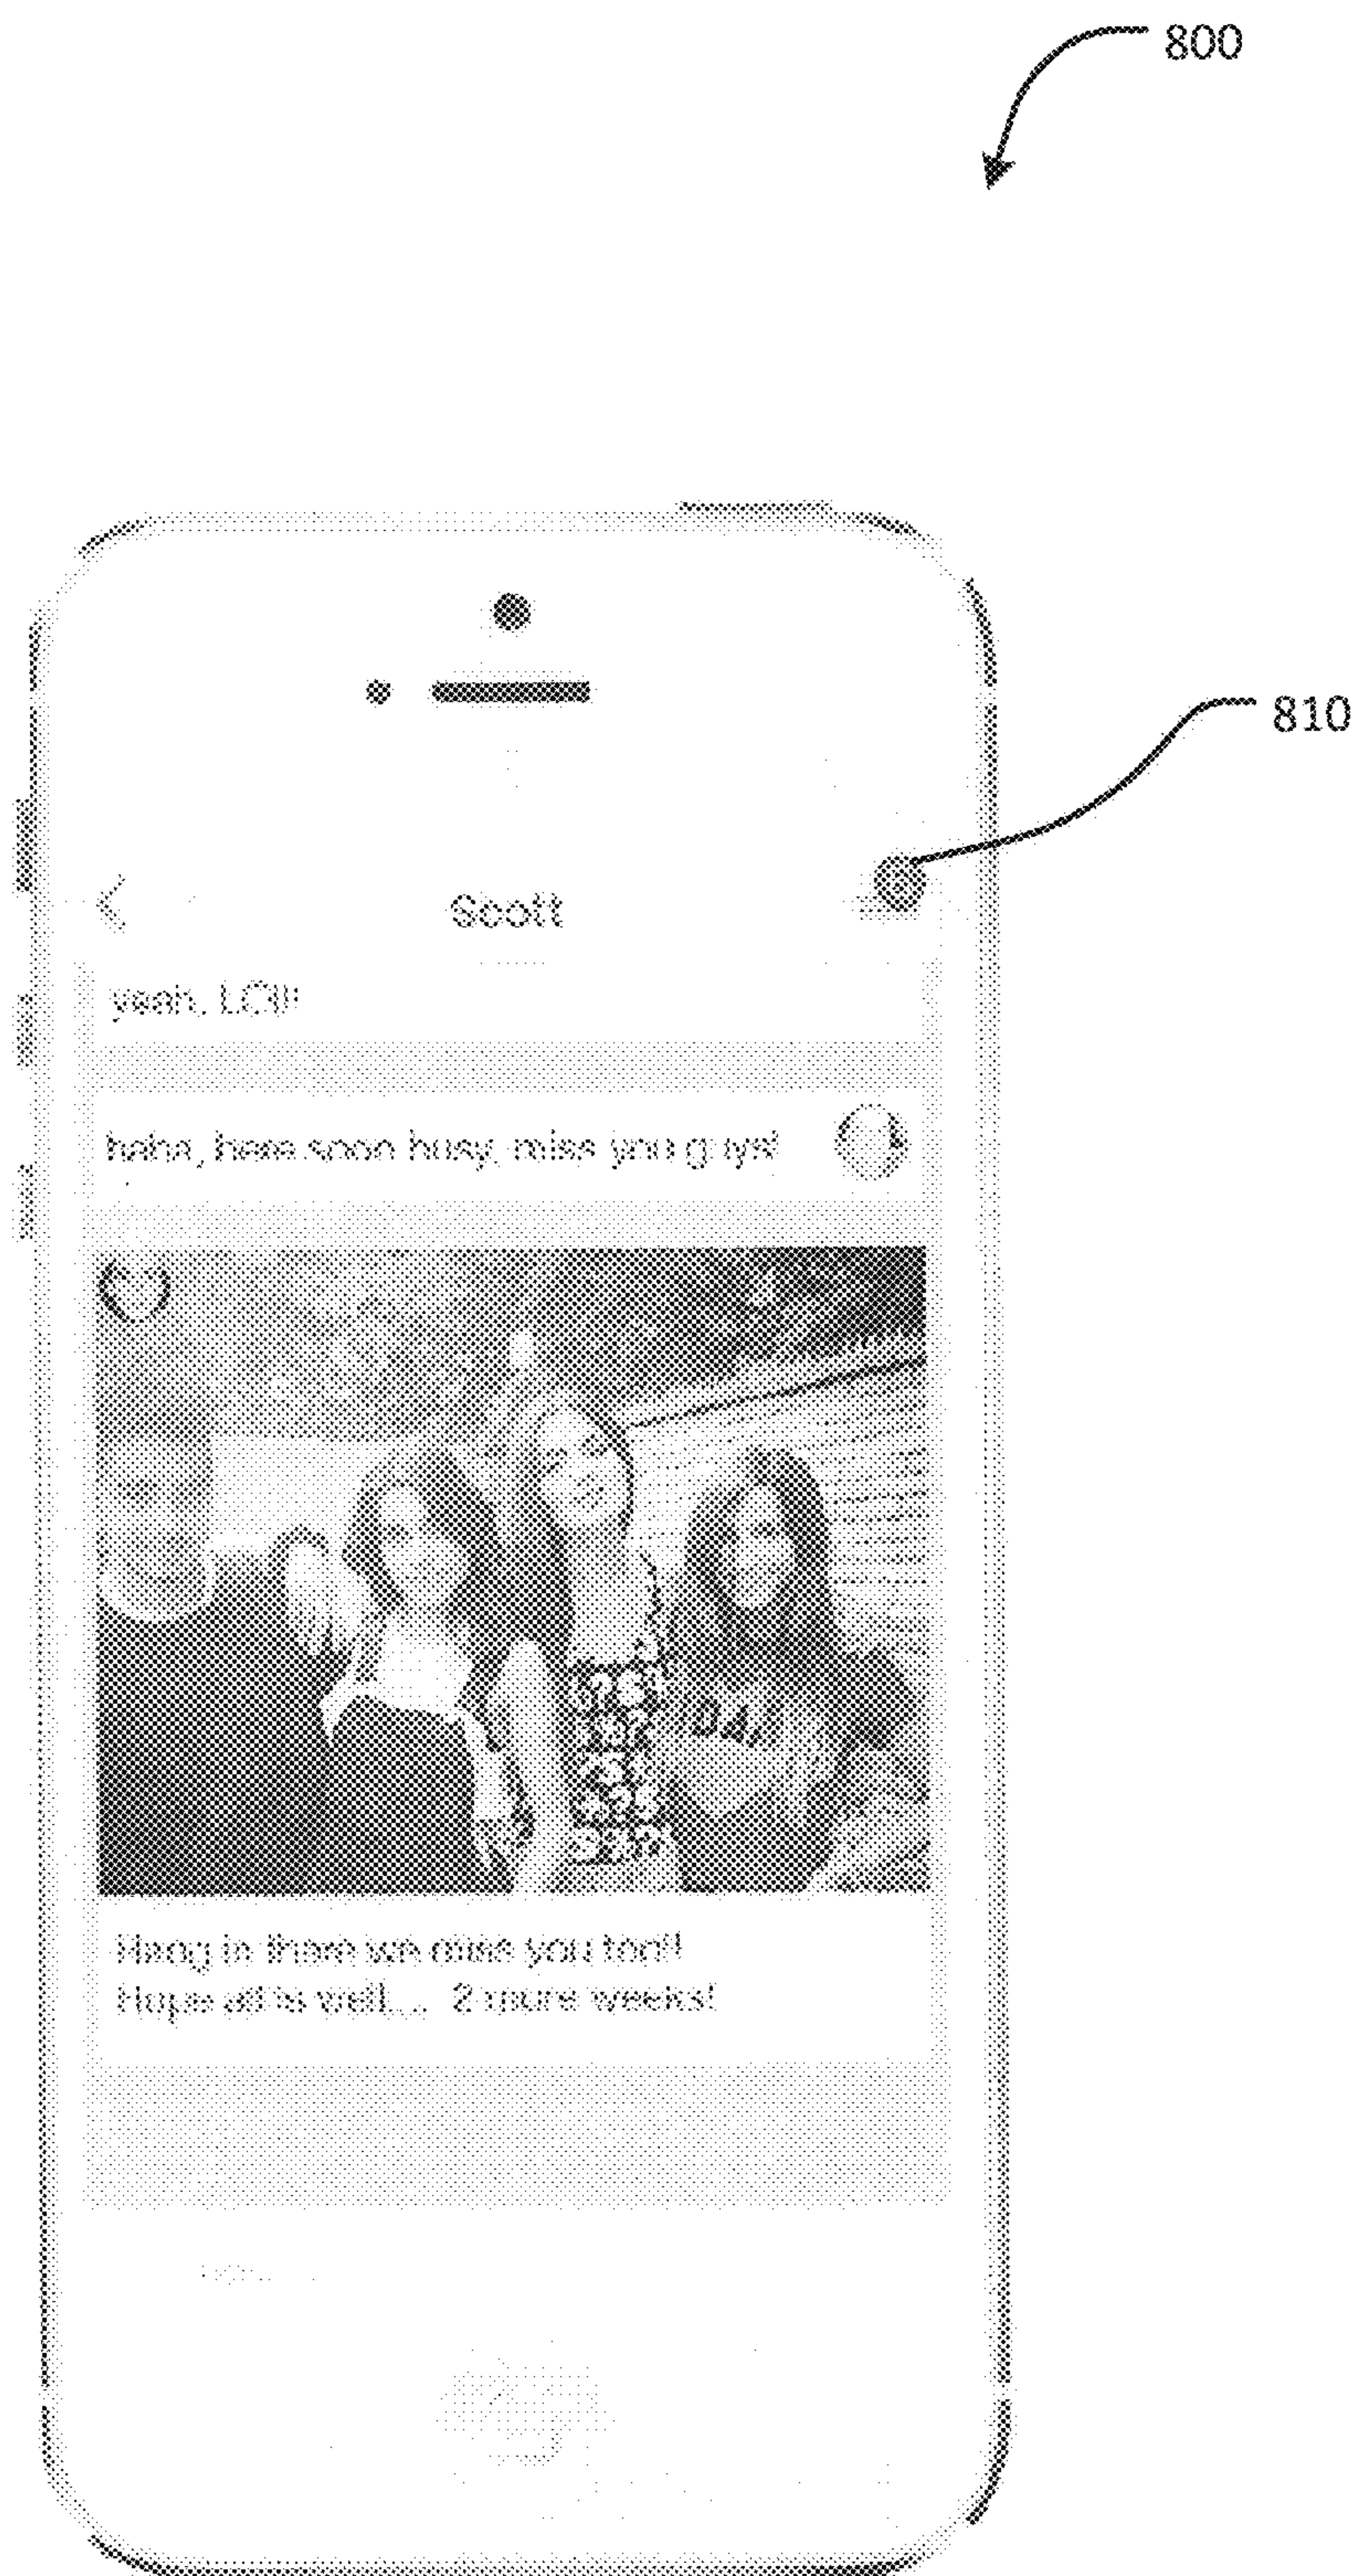 800
810
Scott
yeah, LOl!!
haha, been soon busy, miss you guys!
Hang in there we miss you too!!
Hope all is well... 2 more weeks!